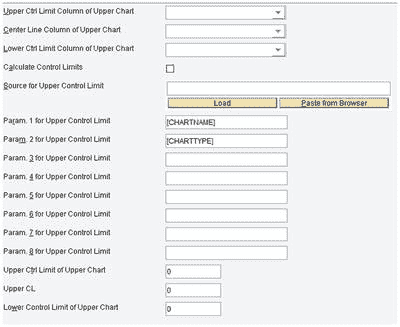 Upper Ctrl Limit Column of Upper Chart
Center Line Column of Upper Chart
Lower Ctrl Limit Column of Upper Chart
Calculate Control Limits
Source for Upper Control Limit
Load Paste from Browser
Param. 1 for Upper Control Limit [CHARTNAME]
Param. 2 for Upper Control Limit [CHARTTYPE]
Param. 3 for Upper Control Limit
Param. 4 for Upper Control Limit
Param. 5 for Upper Control Limit
Param. 6 for Upper Control Limit
Param. 7 for Upper Control Limit
Param. 8 for Upper Control Limit
Upper Ctrl Limit of Upper Chart 0
Upper CL 0
Lower Control Limit of Upper Chart 0